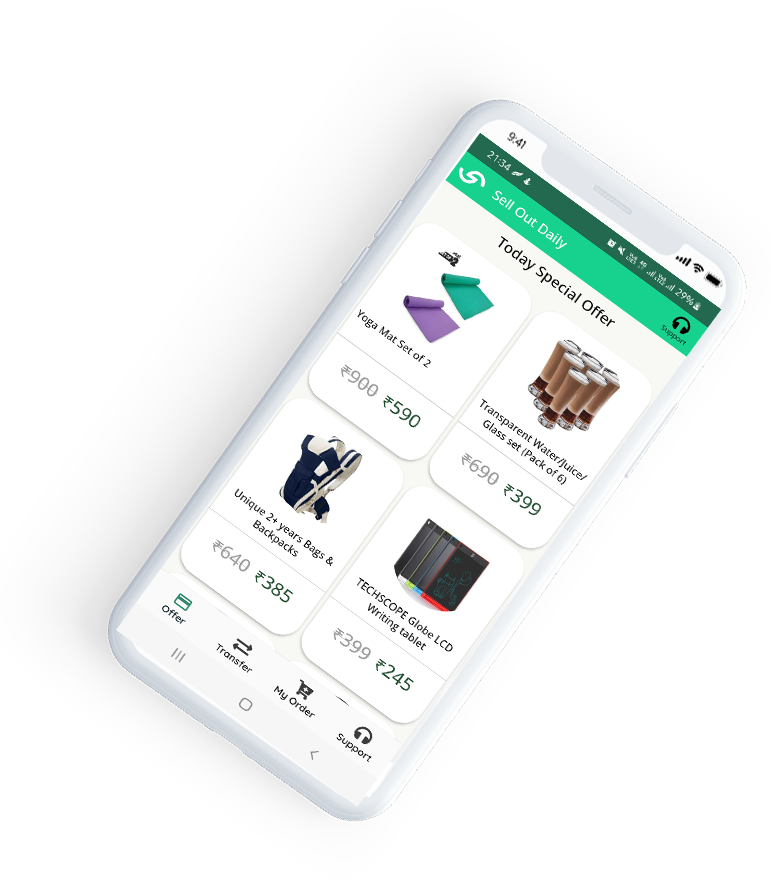 9:41
21:34
29%
Sell Out Daily
Support
Today Special Offer
Yoga Mat Set of 2
₹900 ₹590
Transparent Water/Juice/
Glass set (Pack of 6)
₹690 ₹399
Unique 2+ years Bags &
Backpacks
₹640 ₹385
TECHSCOPE Globe LCD
Writing tablet
₹399 ₹245
Offer
Transfer
My Order
Support